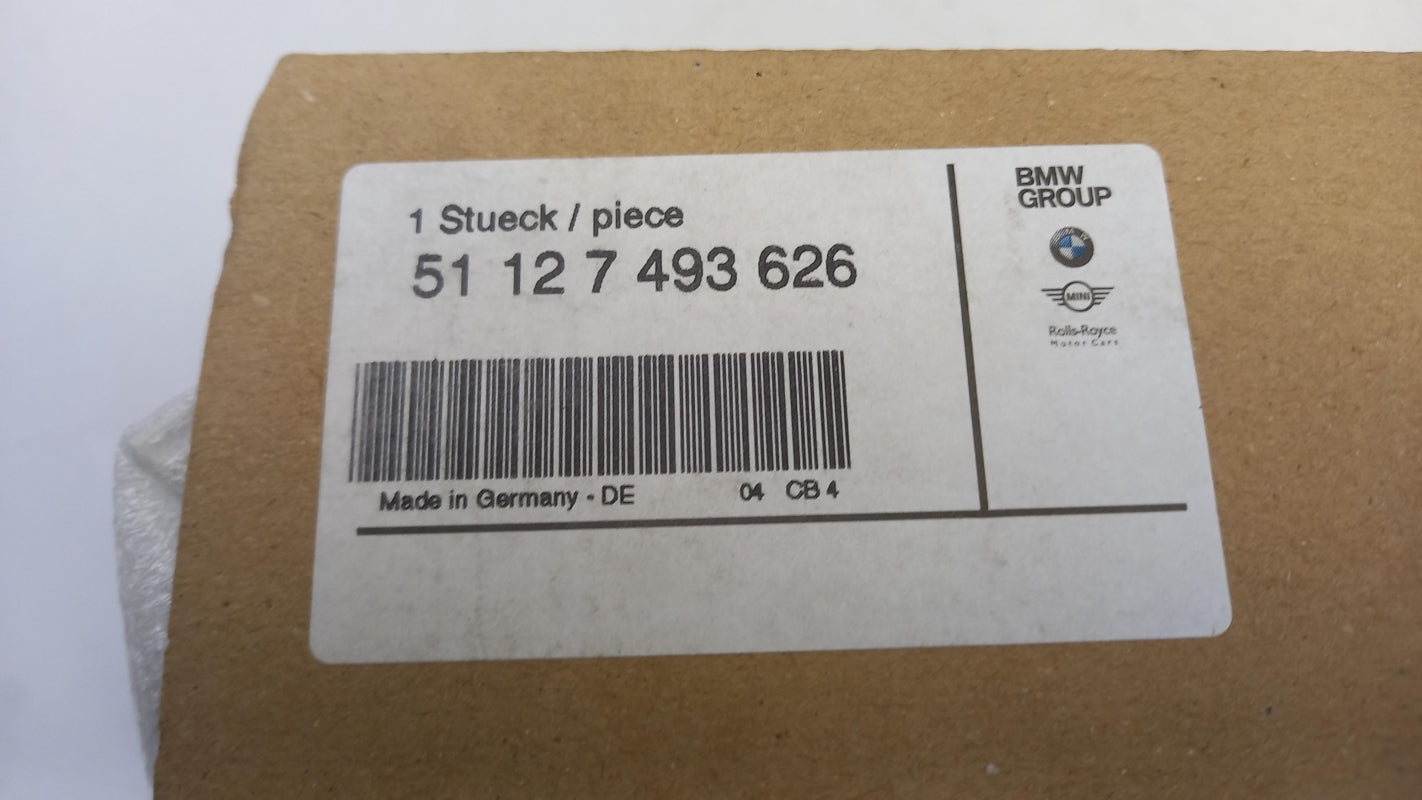 1 Stueck / piece
51 12 7 493 626
Made in Germany - DE 04 CB 4
BMW
GROUP
MINI
Rolls-Royce
Motor Cars